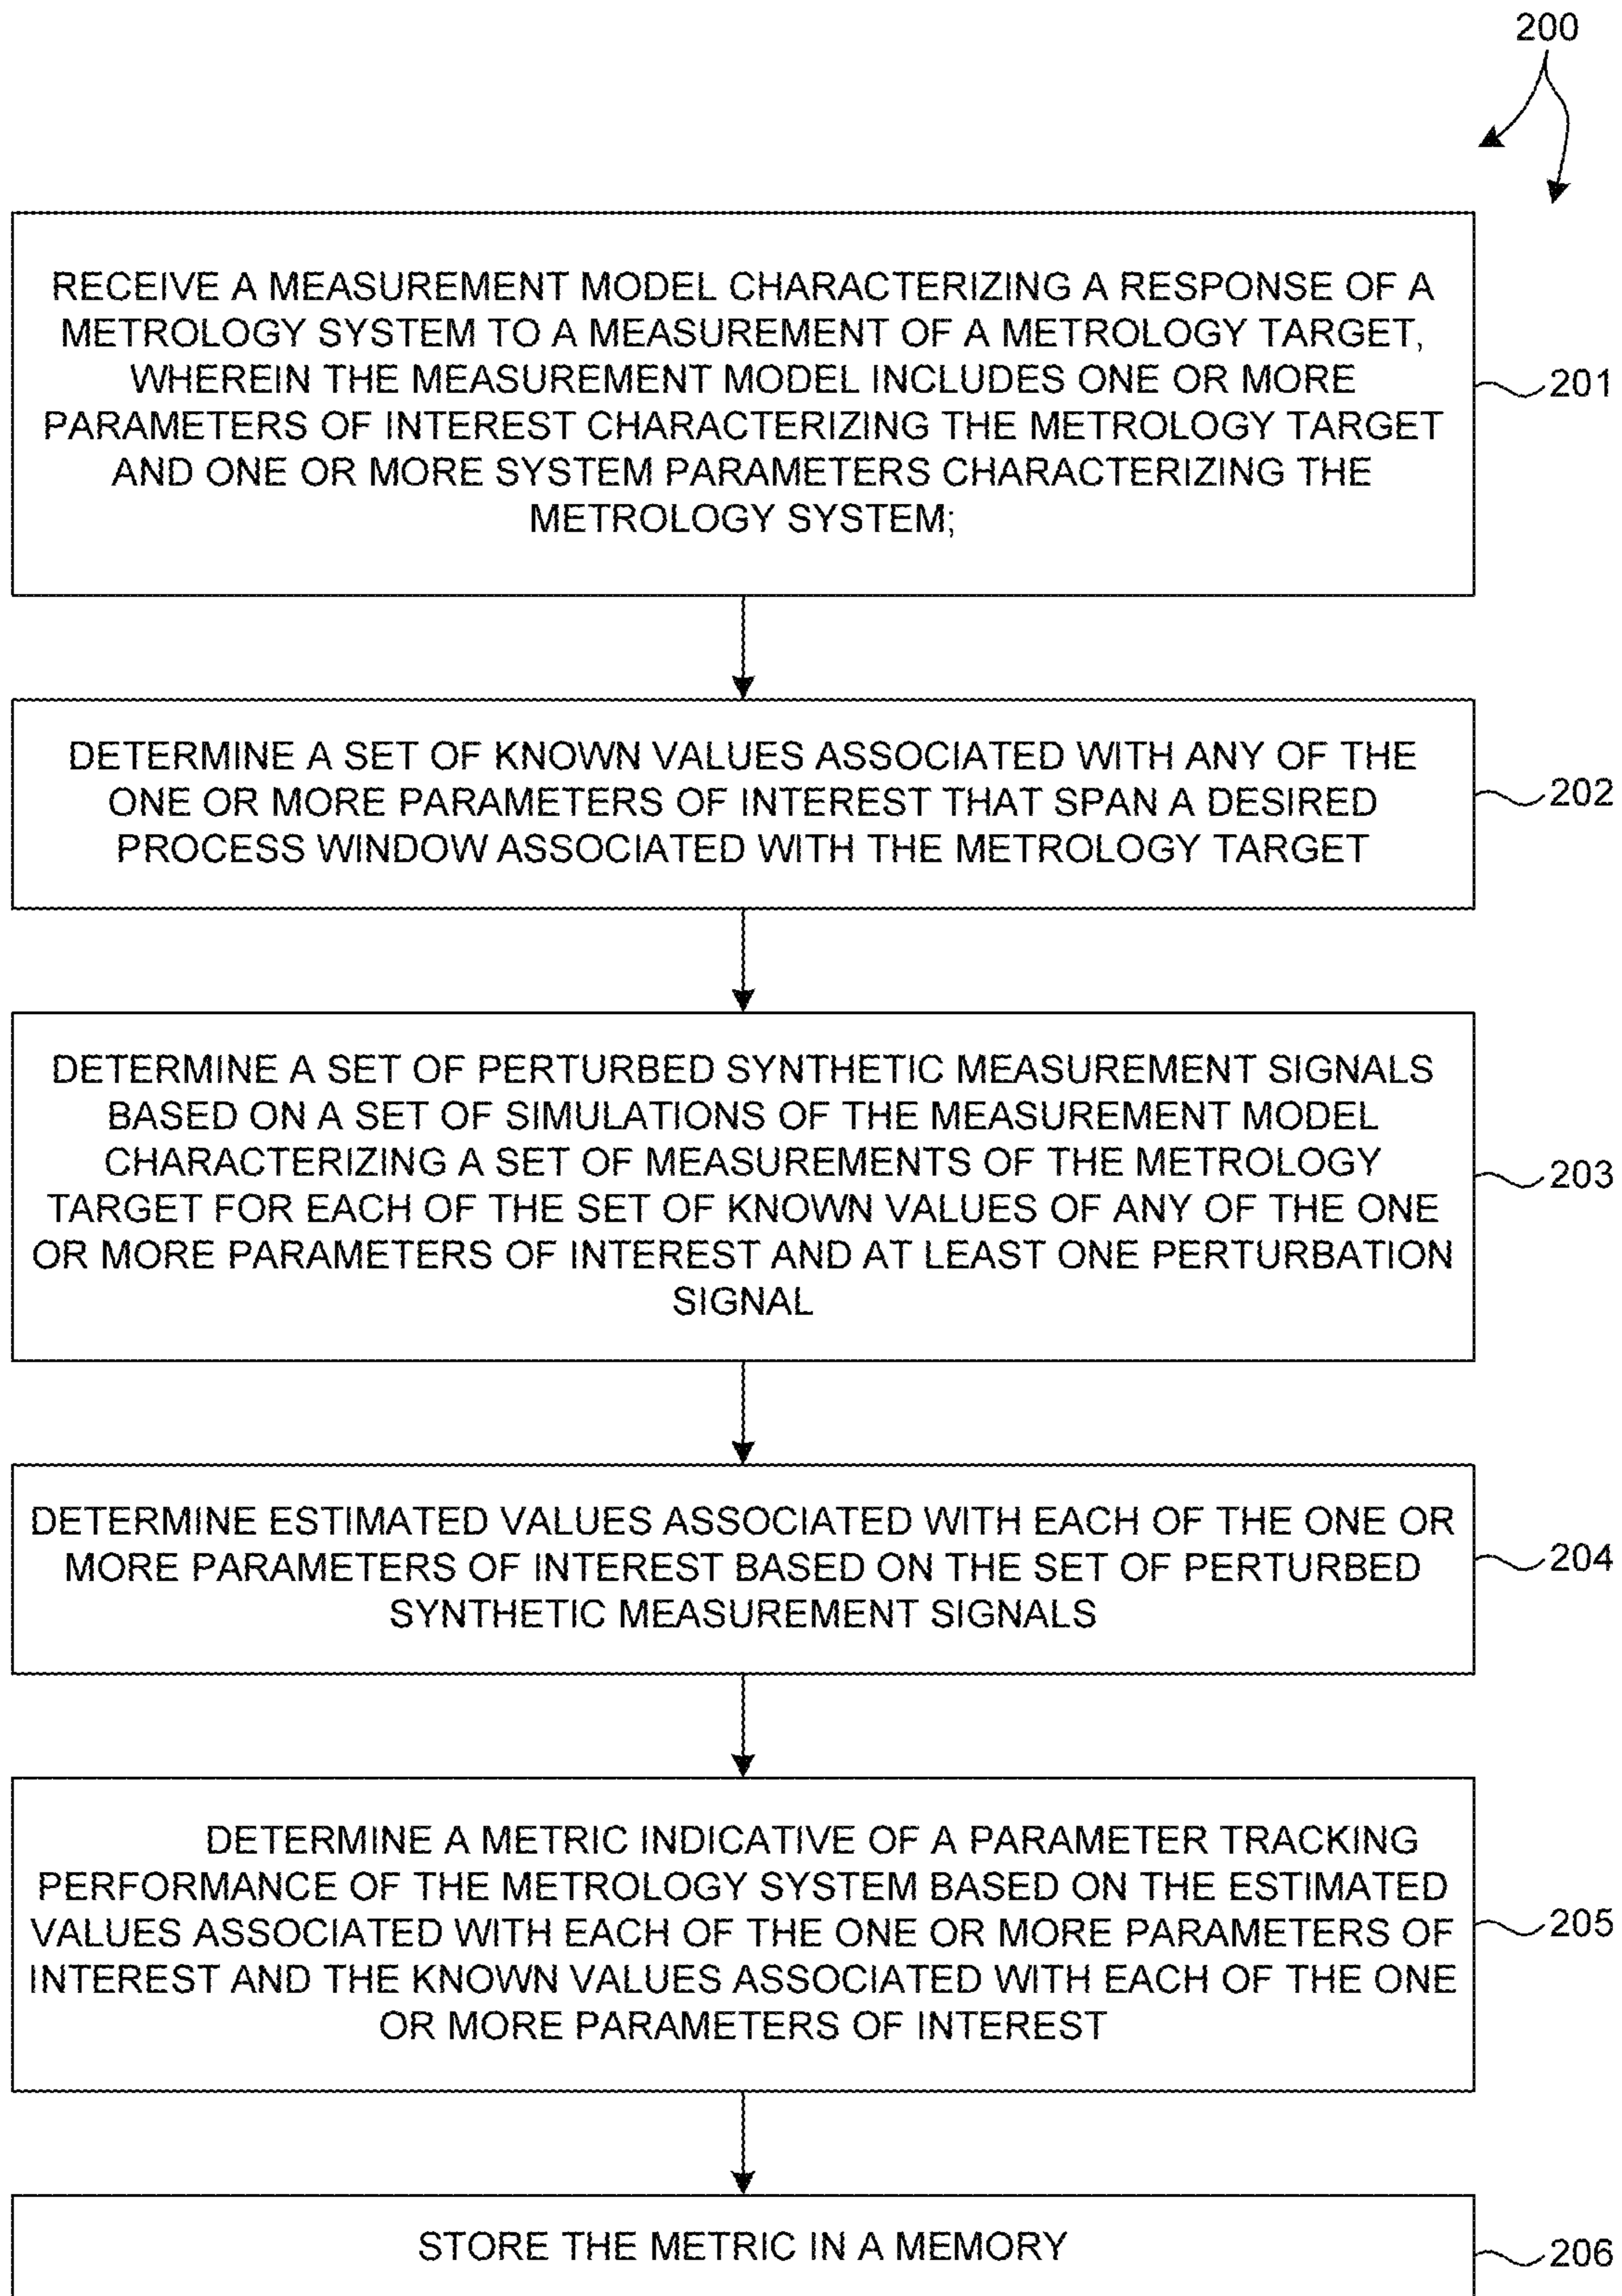 200
RECEIVE A MEASUREMENT MODEL CHARACTERIZING A RESPONSE OF A
METROLOGY SYSTEM TO A MEASUREMENT OF A METROLOGY TARGET,
WHEREIN THE MEASUREMENT MODEL INCLUDES ONE OR MORE
PARAMETERS OF INTEREST CHARACTERIZING THE METROLOGY TARGET
AND ONE OR MORE SYSTEM PARAMETERS CHARACTERIZING THE
METROLOGY SYSTEM;
201
DETERMINE A SET OF KNOWN VALUES ASSOCIATED WITH ANY OF THE
ONE OR MORE PARAMETERS OF INTEREST THAT SPAN A DESIRED
PROCESS WINDOW ASSOCIATED WITH THE METROLOGY TARGET
202
DETERMINE A SET OF PERTURBED SYNTHETIC MEASUREMENT SIGNALS
BASED ON A SET OF SIMULATIONS OF THE MEASUREMENT MODEL
CHARACTERIZING A SET OF MEASUREMENTS OF THE METROLOGY
TARGET FOR EACH OF THE SET OF KNOWN VALUES OF ANY OF THE ONE
OR MORE PARAMETERS OF INTEREST AND AT LEAST ONE PERTURBATION
SIGNAL
203
DETERMINE ESTIMATED VALUES ASSOCIATED WITH EACH OF THE ONE OR
MORE PARAMETERS OF INTEREST BASED ON THE SET OF PERTURBED
SYNTHETIC MEASUREMENT SIGNALS
204
DETERMINE A METRIC INDICATIVE OF A PARAMETER TRACKING
PERFORMANCE OF THE METROLOGY SYSTEM BASED ON THE ESTIMATED
VALUES ASSOCIATED WITH EACH OF THE ONE OR MORE PARAMETERS OF
INTEREST AND THE KNOWN VALUES ASSOCIATED WITH EACH OF THE ONE
OR MORE PARAMETERS OF INTEREST
205
STORE THE METRIC IN A MEMORY
206